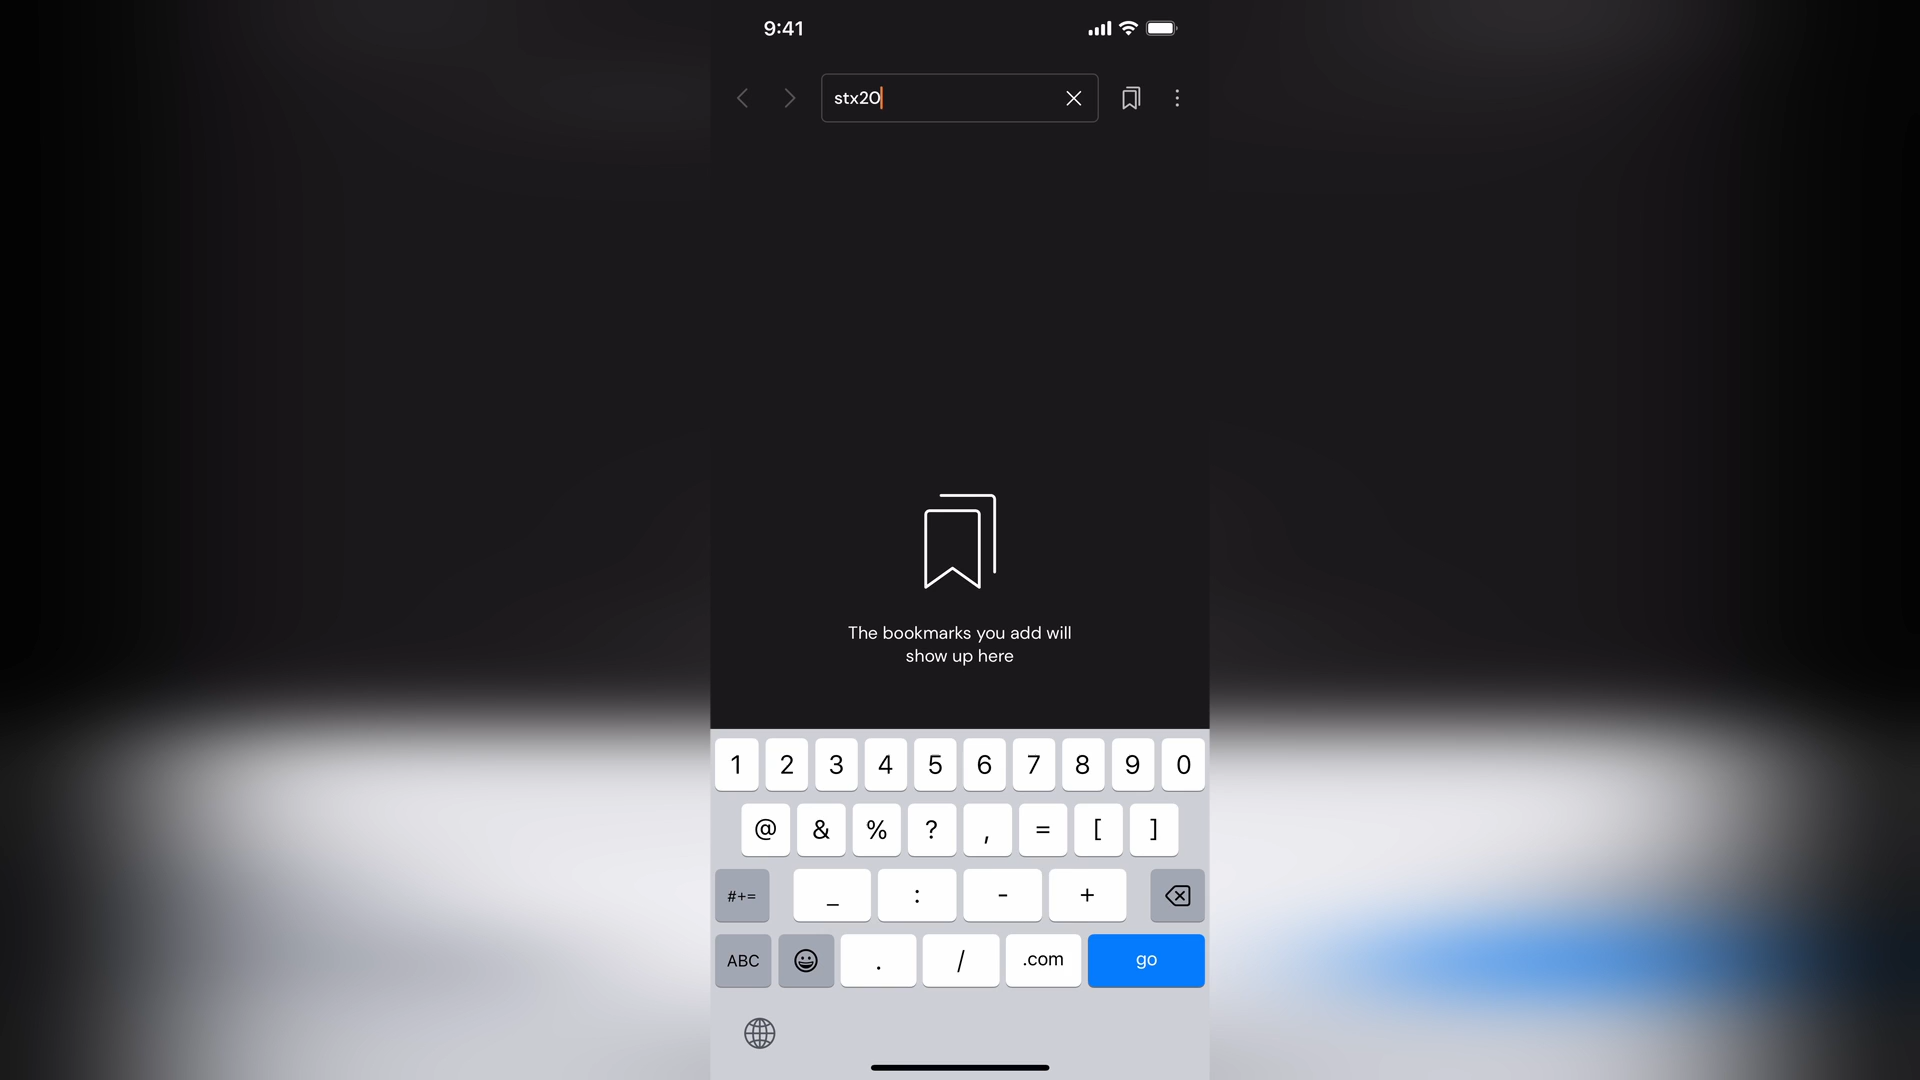 9:41
stx20
The bookmarks you add will
show up here
1 2 3 4 5 6 7 8 9 0
@ & % ? , = [ ]
#+= _ : - +
ABC . / .com go